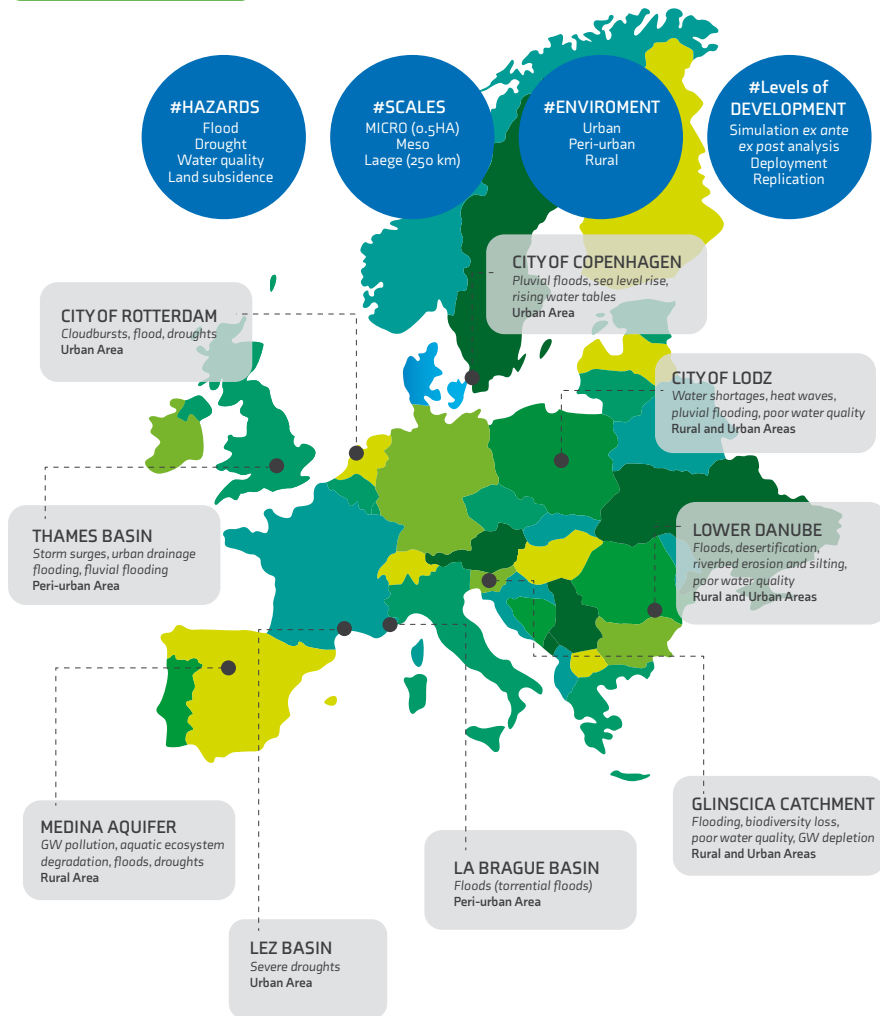 #HAZARDS
Flood
Drought
Water quality
Land subsidence
#SCALES
MICRO (0.5HA)
Meso
Laege (250 km)
#ENVIROMENT
Urban
Peri-urban
Rural
#Levels of
DEVELOPMENT
Simulation ex ante
ex post analysis
Deployment
Replication
CITY OF COPENHAGEN
Pluvial floods, sea level rise,
rising water tables
Urban Area
CITY OF ROTTERDAM
Cloudbursts, flood, droughts
Urban Area
CITY OF LODZ
Water shortages, heat waves,
pluvial flooding, poor water quality
Rural and Urban Areas
THAMES BASIN
Storm surges, urban drainage
flooding, fluvial flooding
Peri-urban Area
LOWER DANUBE
Floods, desertification,
riverbed erosion and silting,
poor water quality
Rural and Urban Areas
MEDINA AQUIFER
GW pollution, aquatic ecosystem
degradation, floods, droughts
Rural Area
GLINSCICA CATCHMENT
Flooding, biodiversity loss,
poor water quality, GW depletion
Rural and Urban Areas
LA BRAGUE BASIN
Floods (torrential floods)
Peri-urban Area
LEZ BASIN
Severe droughts
Urban Area